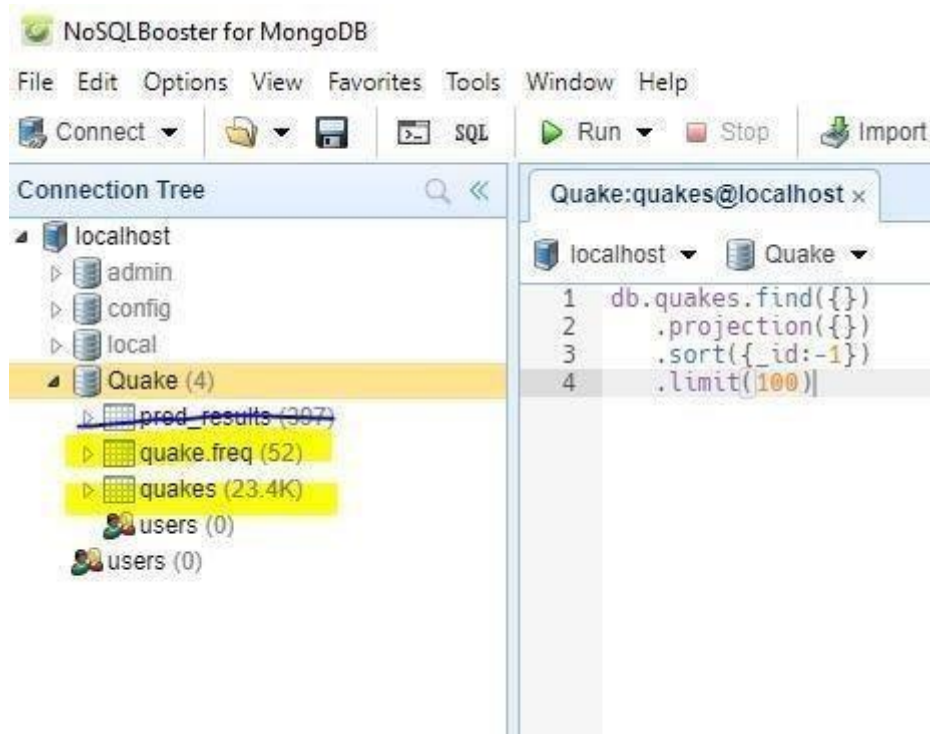 NoSQLBooster for MongoDB
File Edit Options View Favorites Tools Window Help
Connect SQL Run Stop Import
Connection Tree
localhost
admin
config
local
Quake (4)
pred_results (397)
quake.freq (52)
quakes (23.4K)
users (0)
users (0)
Quake:quakes@localhost ×
localhost Quake
1 db.quakes.find({})
2 .projection({})
3 .sort({_id:-1})
4 .limit(100)